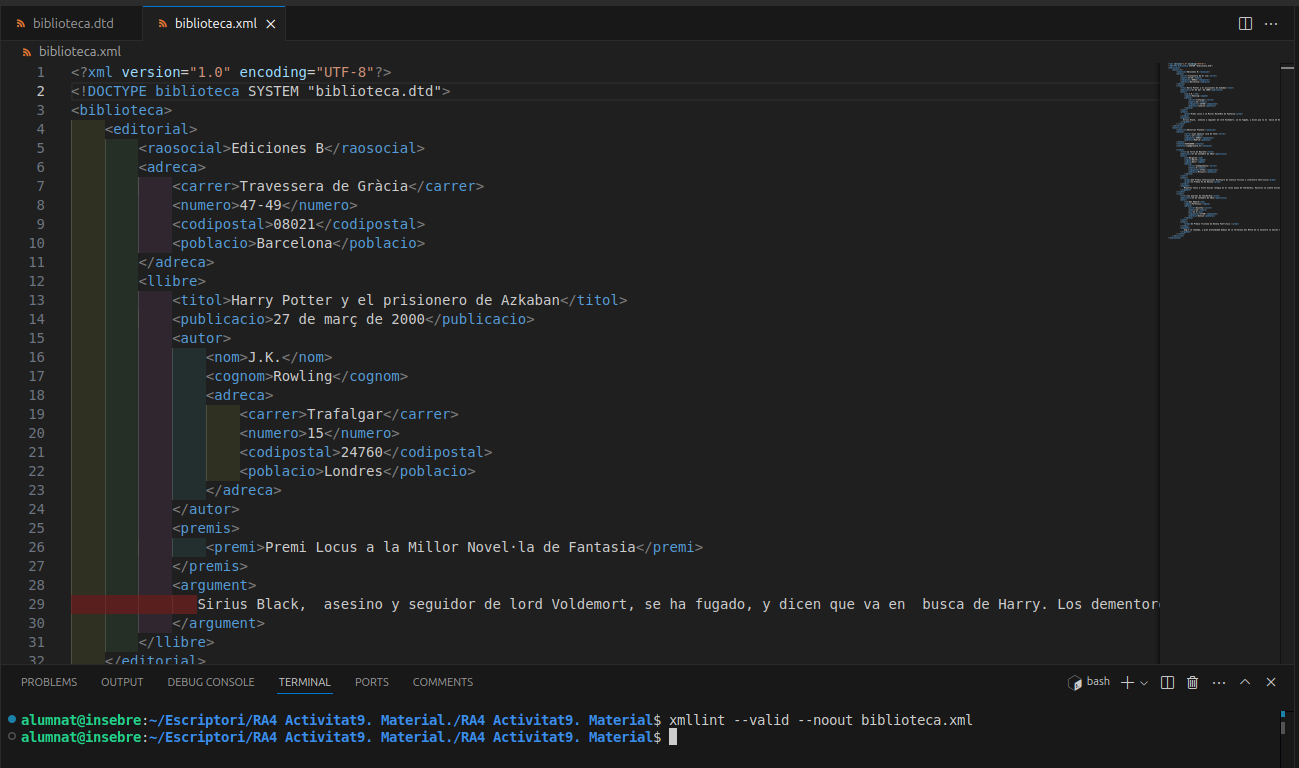 biblioteca.dtd
biblioteca.xml
biblioteca.xml
1 <?xml version="1.0" encoding="UTF-8"?>
2 <!DOCTYPE biblioteca SYSTEM "biblioteca.dtd">
3 <biblioteca>
4 <editorial>
5 <raosocial>Ediciones B</raosocial>
6 <adreca>
7 <carrer>Travessera de Gràcia</carrer>
8 <numero>47-49</numero>
9 <codipostal>08021</codipostal>
10 <poblacio>Barcelona</poblacio>
11 </adreca>
12 <llibre>
13 <titol>Harry Potter y el prisionero de Azkaban</titol>
14 <publicacio>27 de març de 2000</publicacio>
15 <autor>
16 <nom>J.K.</nom>
17 <cognom>Rowling</cognom>
18 <adreca>
19 <carrer>Trafalgar</carrer>
20 <numero>15</numero>
21 <codipostal>24760</codipostal>
22 <poblacio>Londres</poblacio>
23 </adreca>
24 </autor>
25 <premis>
26 <premi>Premi Locus a la Millor Novel·la de Fantasia</premi>
27 </premis>
28 <argument>
29 Sirius Black,  asesino y seguidor de lord Voldemort, se ha fugado, y dicen que va en  busca de Harry. Los dementor
30 </argument>
31 </llibre>
32 </editorial>
PROBLEMS OUTPUT DEBUG CONSOLE TERMINAL PORTS COMMENTS bash
alumnat@insebre:~/Escriptori/RA4 Activitat9. Material./RA4 Activitat9. Material$ xmllint --valid --noout biblioteca.xml
alumnat@insebre:~/Escriptori/RA4 Activitat9. Material./RA4 Activitat9. Material$